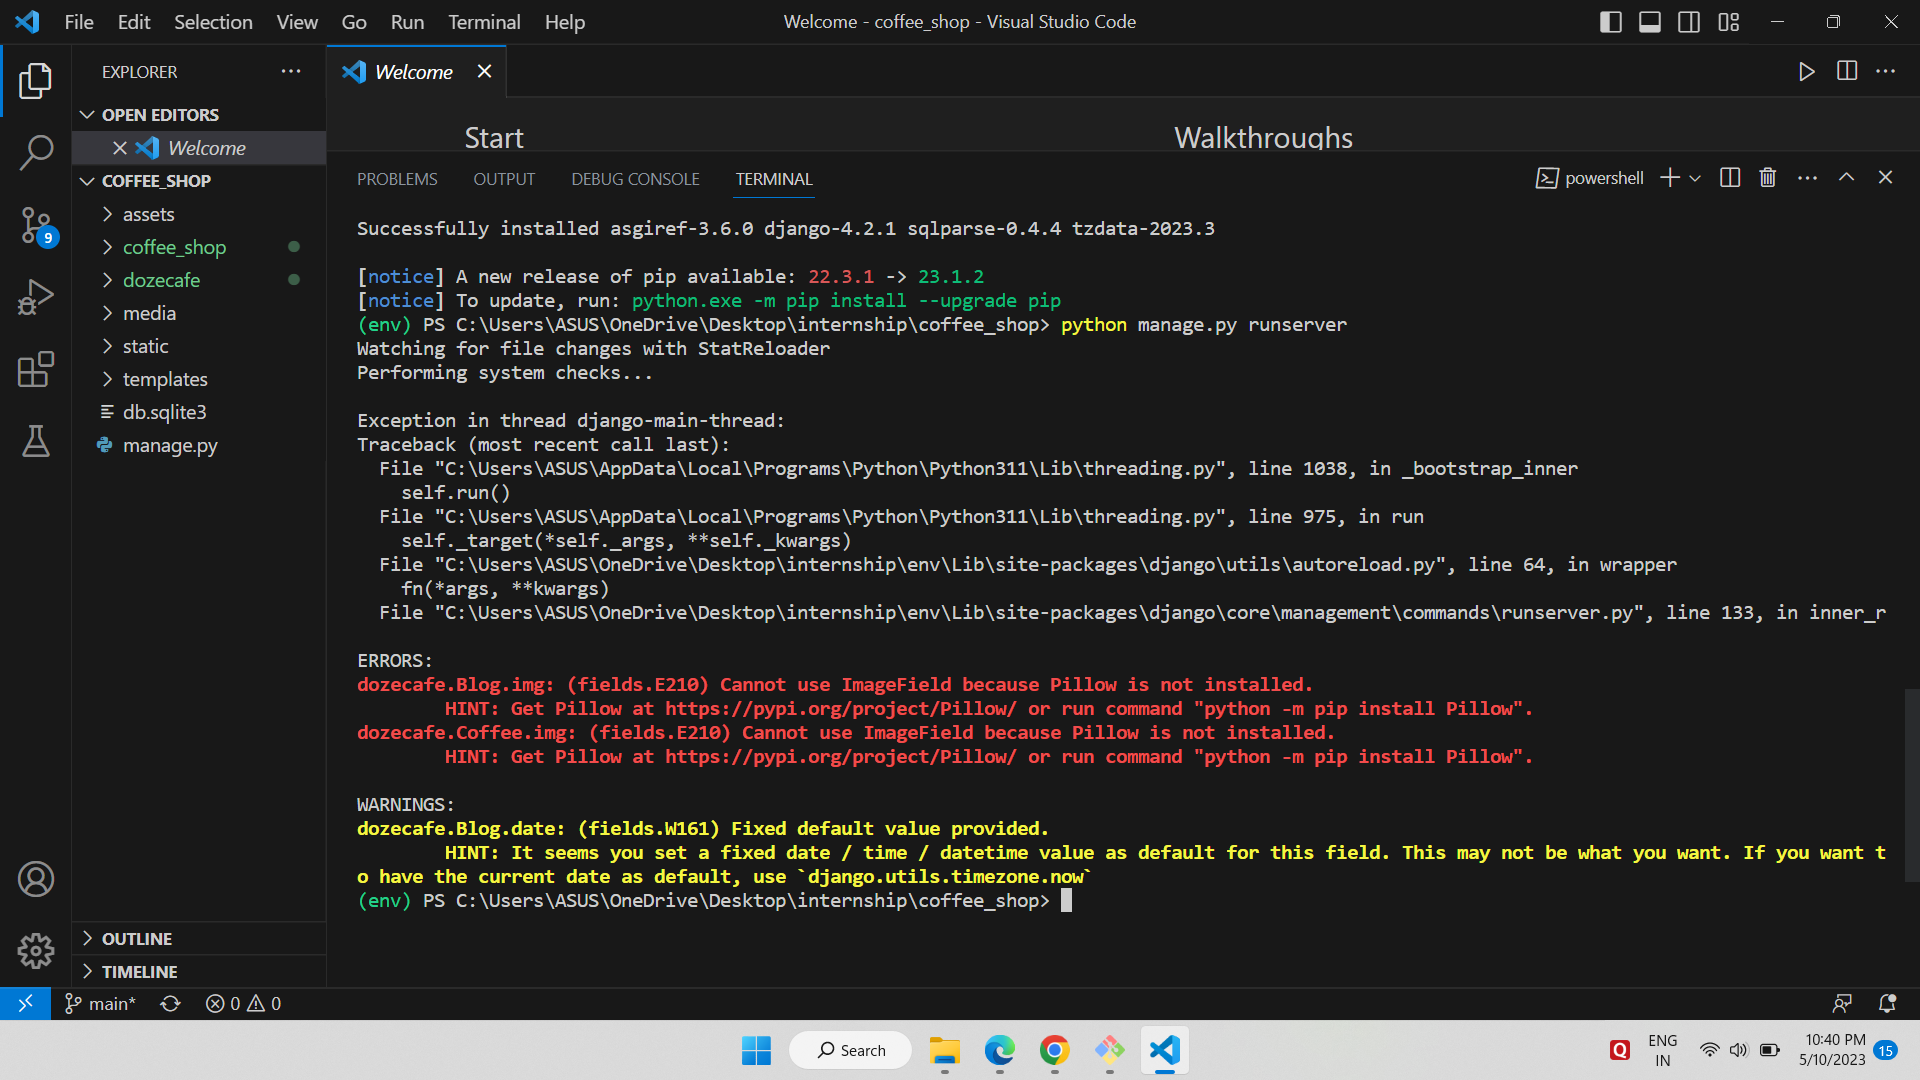 File Edit Selection View Go Run Terminal Help
Welcome - coffee_shop - Visual Studio Code
EXPLORER
Welcome
OPEN EDITORS
Welcome
COFFEE_SHOP
assets
coffee_shop
dozecafe
media
static
templates
db.sqlite3
manage.py
OUTLINE
TIMELINE
9
Start
Walkthroughs
PROBLEMS OUTPUT DEBUG CONSOLE TERMINAL
powershell
Successfully installed asgiref-3.6.0 django-4.2.1 sqlparse-0.4.4 tzdata-2023.3
[notice] A new release of pip available: 22.3.1 -> 23.1.2
[notice] To update, run: python.exe -m pip install --upgrade pip
(env) PS C:\Users\ASUS\OneDrive\Desktop\internship\coffee_shop> python manage.py runserver
Watching for file changes with StatReloader
Performing system checks...
Exception in thread django-main-thread:
Traceback (most recent call last):
File "C:\Users\ASUS\AppData\Local\Programs\Python\Python311\Lib\threading.py", line 1038, in _bootstrap_inner
self.run()
File "C:\Users\ASUS\AppData\Local\Programs\Python\Python311\Lib\threading.py", line 975, in run
self._target(*self._args, **self._kwargs)
File "C:\Users\ASUS\OneDrive\Desktop\internship\env\Lib\site-packages\django\utils\autoreload.py", line 64, in wrapper
fn(*args, **kwargs)
File "C:\Users\ASUS\OneDrive\Desktop\internship\env\Lib\site-packages\django\core\management\commands\runserver.py", line 133, in inner_r
ERRORS:
dozecafe.Blog.img: (fields.E210) Cannot use ImageField because Pillow is not installed.
HINT: Get Pillow at https://pypi.org/project/Pillow/ or run command "python -m pip install Pillow".
dozecafe.Coffee.img: (fields.E210) Cannot use ImageField because Pillow is not installed.
HINT: Get Pillow at https://pypi.org/project/Pillow/ or run command "python -m pip install Pillow".
WARNINGS:
dozecafe.Blog.date: (fields.W161) Fixed default value provided.
HINT: It seems you set a fixed date / time / datetime value as default for this field. This may not be what you want. If you want t
o have the current date as default, use `django.utils.timezone.now`
(env) PS C:\Users\ASUS\OneDrive\Desktop\internship\coffee_shop>
main* 0 0
Search
Q
ENG
IN
10:40 PM
5/10/2023
15